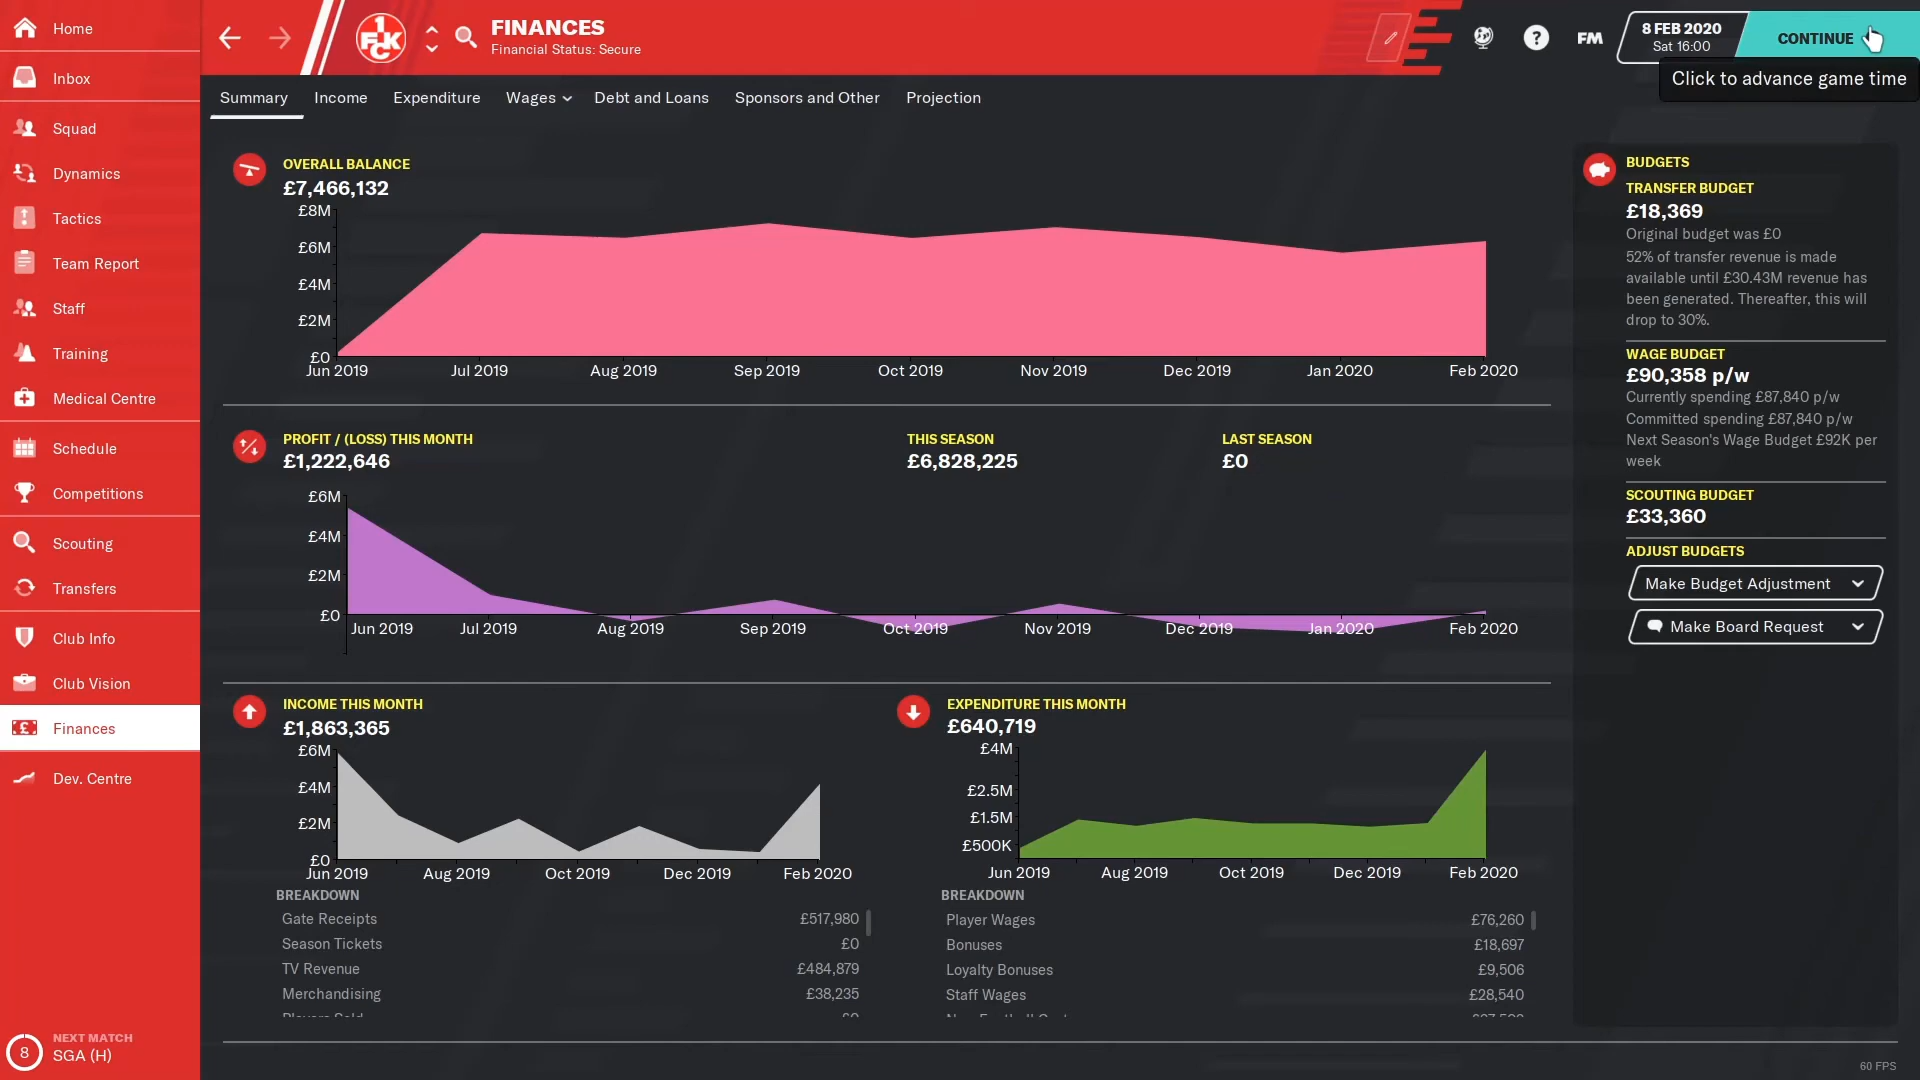 Home
Inbox
Squad
Dynamics
Tactics
Team Report
Staff
Training
Medical Centre
Schedule
Competitions
Scouting
Transfers
Club Info
Club Vision
Finances
Dev. Centre
NEXT MATCH
8
SGA (H)
1
FCK
FINANCES
Financial Status: Secure
FM
8 FEB 2020
Sat 16:00
CONTINUE
Click to advance game time
Summary
Income
Expenditure
Wages
Debt and Loans
Sponsors and Other
Projection
OVERALL BALANCE
£7,466,132
£8M
£6M
£4M
£2M
£0
Jun 2019 Jul 2019 Aug 2019 Sep 2019 Oct 2019 Nov 2019 Dec 2019 Jan 2020 Feb 2020
PROFIT / (LOSS) THIS MONTH
£1,222,646
THIS SEASON
£6,828,225
LAST SEASON
£0
£6M
£4M
£2M
£0
Jun 2019 Jul 2019 Aug 2019 Sep 2019 Oct 2019 Nov 2019 Dec 2019 Jan 2020 Feb 2020
INCOME THIS MONTH
£1,863,365
£6M
£4M
£2M
£0
Jun 2019 Aug 2019 Oct 2019 Dec 2019 Feb 2020
BREAKDOWN
Gate Receipts £517,980
Season Tickets £0
TV Revenue £484,879
Merchandising £38,235
EXPENDITURE THIS MONTH
£640,719
£4M
£2.5M
£1.5M
£500K
Jun 2019 Aug 2019 Oct 2019 Dec 2019 Feb 2020
BREAKDOWN
Player Wages £76,260
Bonuses £18,697
Loyalty Bonuses £9,506
Staff Wages £28,540
BUDGETS
TRANSFER BUDGET
£18,369
Original budget was £0
52% of transfer revenue is made
available until £30.43M revenue has
been generated. Thereafter, this will
drop to 30%.
WAGE BUDGET
£90,358 p/w
Currently spending £87,840 p/w
Committed spending £87,840 p/w
Next Season's Wage Budget £92K per
week
SCOUTING BUDGET
£33,360
ADJUST BUDGETS
Make Budget Adjustment
Make Board Request
60 FPS